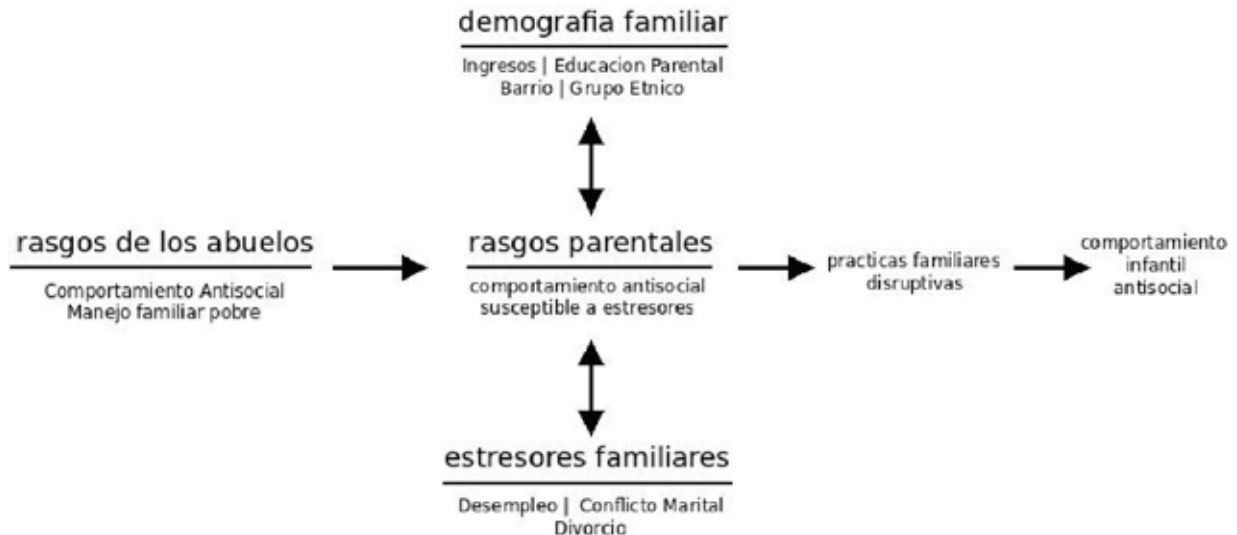 demografia familiar
Ingresos | Educacion Parental
Barrio | Grupo Etnico
rasgos de los abuelos
Comportamiento Antisocial
Manejo familiar pobre
rasgos parentales
comportamiento antisocial
susceptible a estresores
practicas familiares
disruptivas
comportamiento
infantil
antisocial
estresores familiares
Desempleo | Conflicto Marital
Divorcio